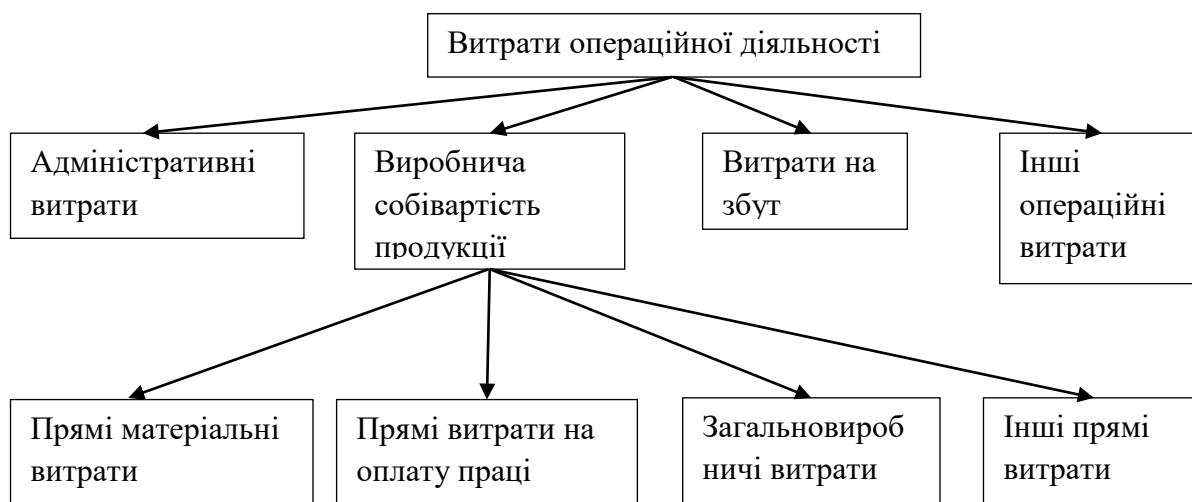 Витрати операційної діяльності
Адміністративні
витрати
Виробнича
собівартість
продукції
Витрати на
збут
Інші
операційні
витрати
Прямі матеріальні
витрати
Прямі витрати на
оплату праці
Загальновироб
ничі витрати
Інші прямі
витрати